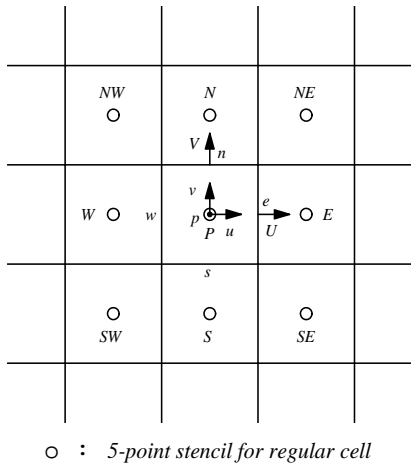 NW N NE
V n
v e
W w p E
P u U
s
SW S SE
: 5-point stencil for regular cell